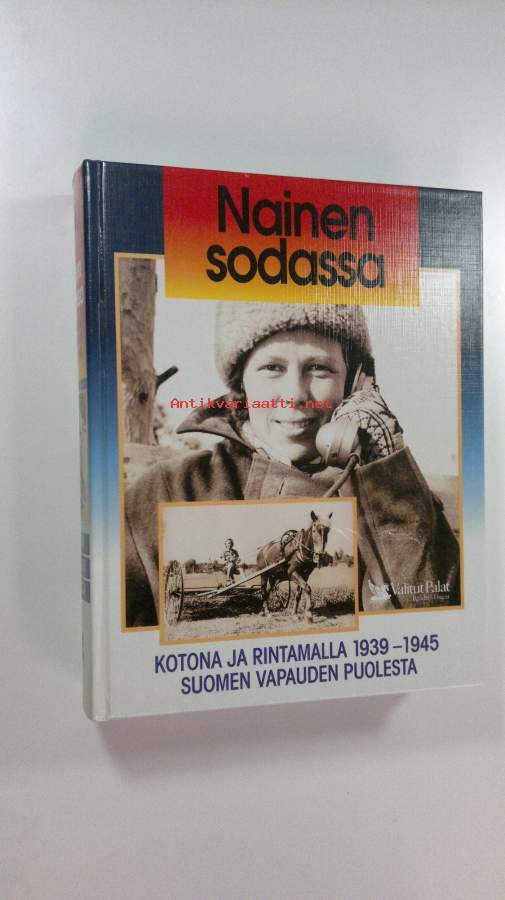 Nainen
sodassa
Antikvariaatti.net
Valitut Palat
KOTONA JA RINTAMALLA 1939–1945
SUOMEN VAPAUDEN PUOLESTA